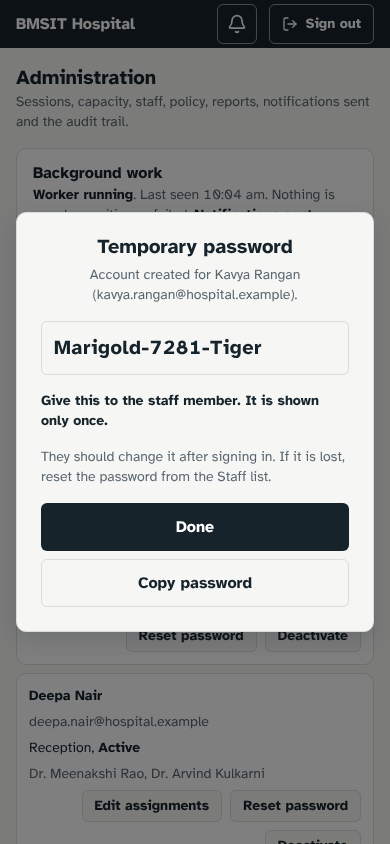 BMSIT Hospital
Sign out
Administration
Sessions, capacity, staff, policy, reports, notifications sent
and the audit trail.
Background work
Worker running. Last seen 10:04 am. Nothing is
Temporary password
Account created for Kavya Rangan
(kavya.rangan@hospital.example).
Marigold-7281-Tiger
Give this to the staff member. It is shown
only once.
They should change it after signing in. If it is lost,
reset the password from the Staff list.
Done
Copy password
Reset password
Deactivate
Deepa Nair
deepa.nair@hospital.example
Reception, Active
Dr. Meenakshi Rao, Dr. Arvind Kulkarni
Edit assignments
Reset password
Deactivate